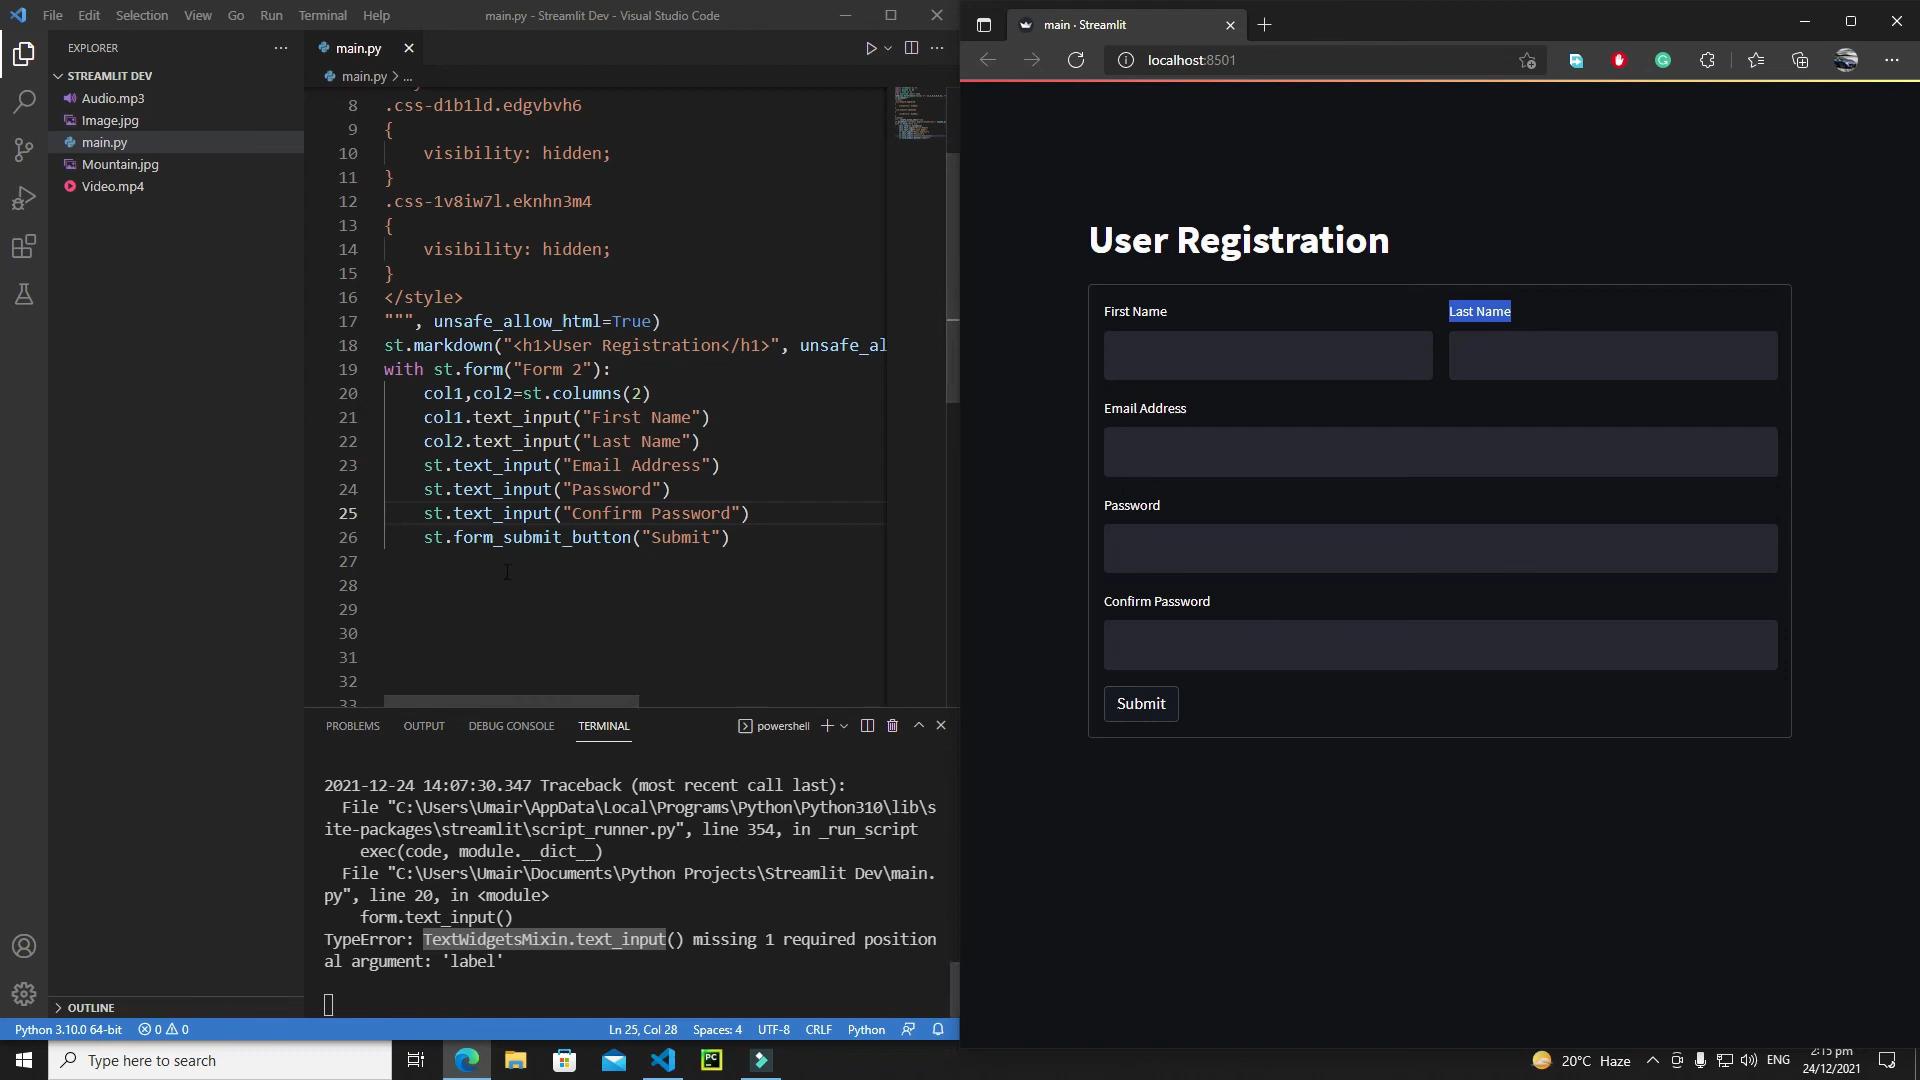 File Edit Selection View Go Run Terminal Help
main.py - Streamlit Dev - Visual Studio Code
EXPLORER
STREAMLIT DEV
Audio.mp3
Image.jpg
main.py
Mountain.jpg
Video.mp4
OUTLINE
main.py
main.py > ...
8 .css-d1b1ld.edgvbvh6
9 {
10 visibility: hidden;
11 }
12 .css-1v8iw7l.eknhn3m4
13 {
14 visibility: hidden;
15 }
16 </style>
17 """, unsafe_allow_html=True)
18 st.markdown("<h1>User Registration</h1>", unsafe_al
19 with st.form("Form 2"):
20 col1,col2=st.columns(2)
21 col1.text_input("First Name")
22 col2.text_input("Last Name")
23 st.text_input("Email Address")
24 st.text_input("Password")
25 st.text_input("Confirm Password")
26 st.form_submit_button("Submit")
27
28
29
30
31
32
33
PROBLEMS OUTPUT DEBUG CONSOLE TERMINAL
powershell
2021-12-24 14:07:30.347 Traceback (most recent call last):
File "C:\Users\Umair\AppData\Local\Programs\Python\Python310\lib\s
ite-packages\streamlit\script_runner.py", line 354, in _run_script
exec(code, module.__dict__)
File "C:\Users\Umair\Documents\Python Projects\Streamlit Dev\main.
py", line 20, in <module>
form.text_input()
TypeError: TextWidgetsMixin.text_input() missing 1 required position
al argument: 'label'
Python 3.10.0 64-bit 0 0
Ln 25, Col 28 Spaces: 4 UTF-8 CRLF Python
main · Streamlit
localhost:8501
User Registration
First Name
Last Name
Email Address
Password
Confirm Password
Submit
Type here to search
PC
20°C Haze
ENG
2:15 pm
24/12/2021